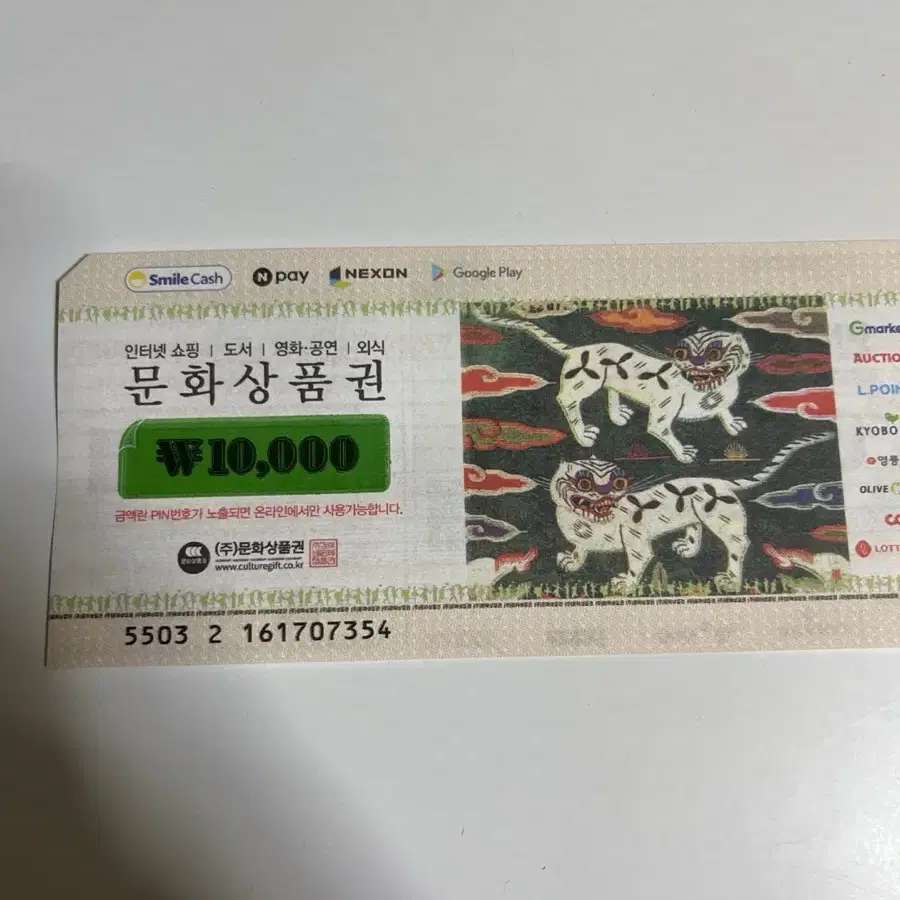 SmileCash N pay NEXON Google Play
인터넷 쇼핑 | 도서 | 영화·공연 | 외식
문화상품권
₩10,000
금액란 PIN번호가 노출되면 온라인에서만 사용가능합니다.
(주)문화상품권
www.culturegift.co.kr
5503 2 161707354
Gmarke
AUCTIO
L.POIN
KYOBO
영풍
OLIVE
LOTT